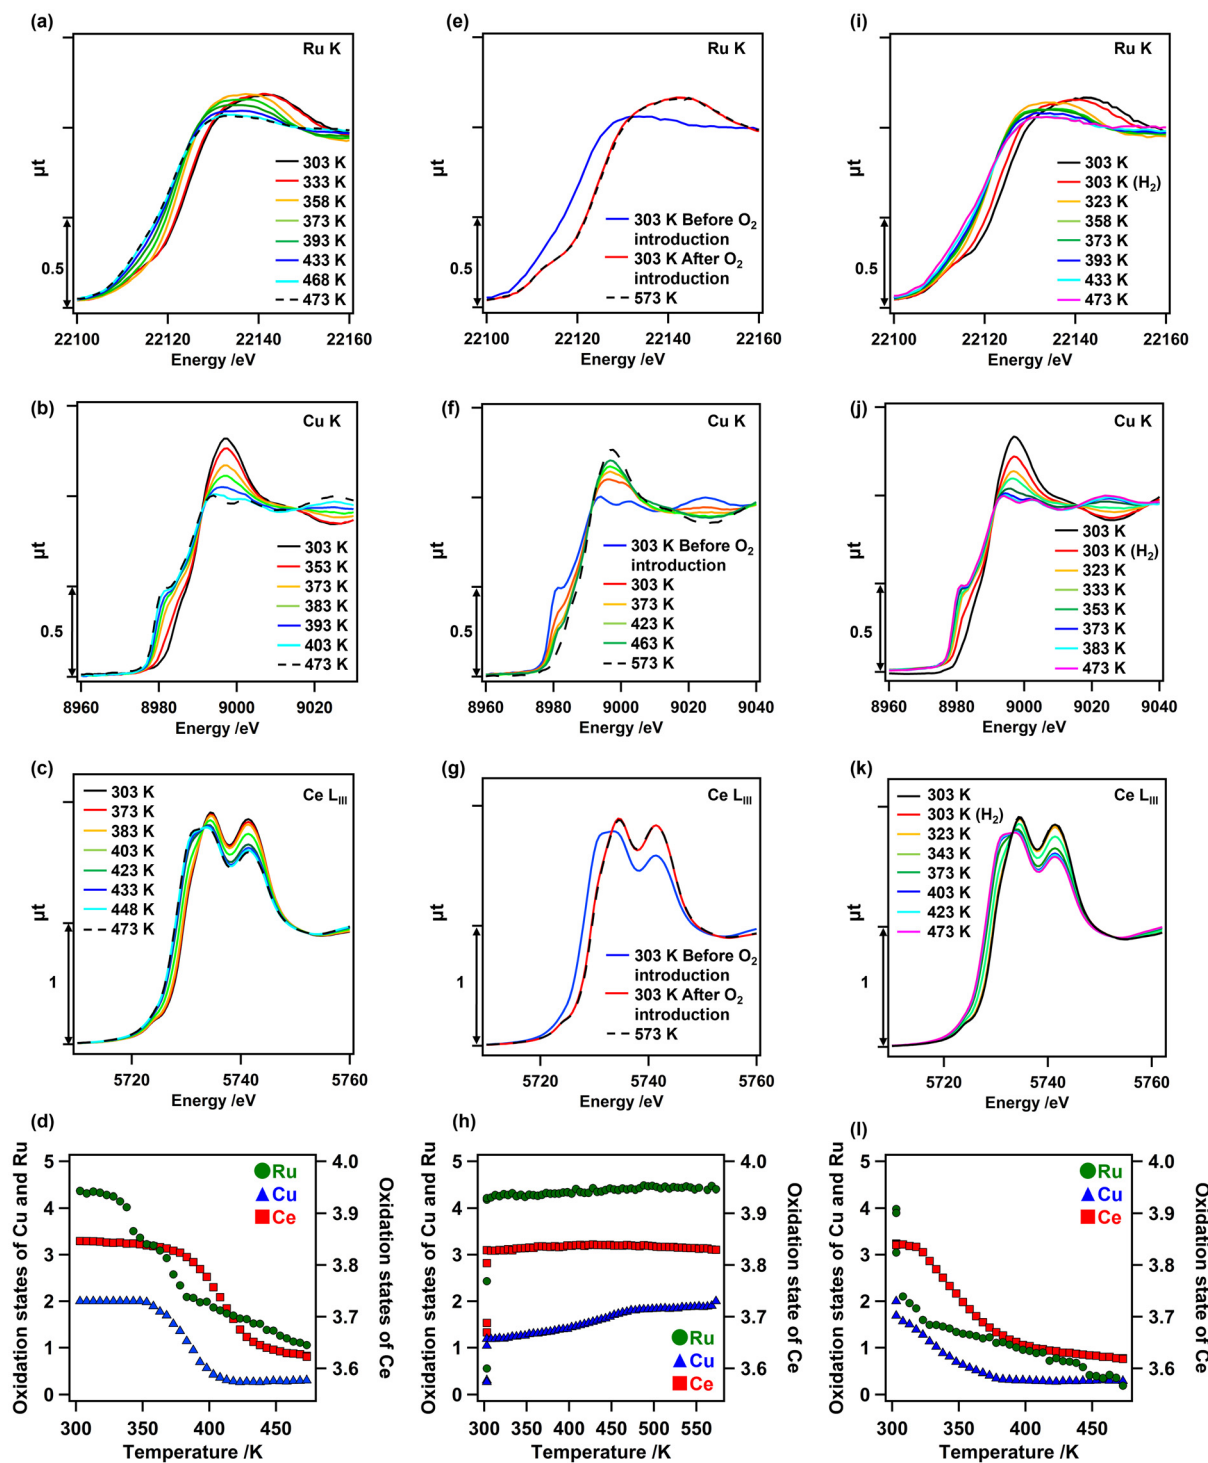 (a)
Ru K
µt
0.5
303 K
333 K
358 K
373 K
393 K
433 K
468 K
473 K
22100 22120 22140 22160
Energy /eV
(e)
Ru K
µt
0.5
303 K Before O2
introduction
303 K After O2
introduction
573 K
22100 22120 22140 22160
Energy /eV
(i)
Ru K
µt
0.5
303 K
303 K (H2)
323 K
358 K
373 K
393 K
433 K
473 K
22100 22120 22140 22160
Energy /eV
(b)
Cu K
µt
0.5
303 K
353 K
373 K
383 K
393 K
403 K
473 K
8960 8980 9000 9020
Energy /eV
(f)
Cu K
µt
0.5
303 K Before O2
introduction
303 K
373 K
423 K
463 K
573 K
8960 8980 9000 9020 9040
Energy /eV
(j)
Cu K
µt
0.5
303 K
303 K (H2)
323 K
333 K
353 K
373 K
383 K
473 K
8960 8980 9000 9020 9040
Energy /eV
(c)
Ce LIII
303 K
373 K
383 K
403 K
423 K
433 K
448 K
473 K
µt
1
5720 5740 5760
Energy /eV
(g)
Ce LIII
µt
1
303 K Before O2
introduction
303 K After O2
introduction
573 K
5720 5740 5760
Energy /eV
(k)
Ce LIII
303 K
303 K (H2)
323 K
343 K
373 K
403 K
423 K
473 K
µt
1
5720 5740 5760
Energy /eV
(d)
Oxidation states of Cu and Ru
5
4
3
2
1
0
Ru
Cu
Ce
4.0
3.9
3.8
3.7
3.6
Oxidation state of Ce
300 350 400 450
Temperature /K
(h)
Oxidation states of Cu and Ru
5
4
3
2
1
0
Ru
Cu
Ce
4.0
3.9
3.8
3.7
3.6
Oxidation state of Ce
300 350 400 450 500 550
Temperature /K
(l)
Oxidation states of Cu and Ru
5
4
3
2
1
0
Ru
Cu
Ce
4.0
3.9
3.8
3.7
3.6
Oxidation state of Ce
300 350 400 450
Temperature /K